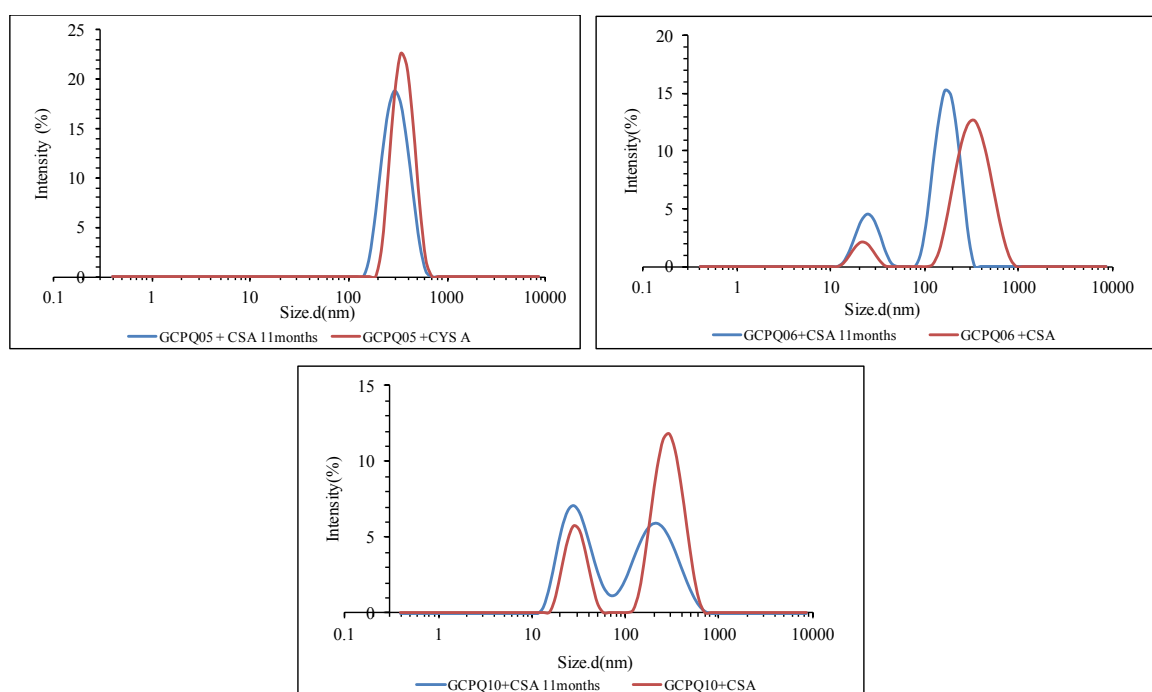 25
20
15
10
5
0
Intensity (%)
0.1 1 10 100 1000 10000
Size.d(nm)
GCPQ05 + CSA 11months GCPQ05 +CYS A
20
15
10
5
0
Intensity(%)
0.1 1 10 100 1000 10000
Size.d(nm)
GCPQ06+CSA 11months GCPQ06 +CSA
15
10
5
0
Intensity(%)
0.1 1 10 100 1000 10000
Size.d(nm)
GCPQ10+CSA 11months GCPQ10+CSA